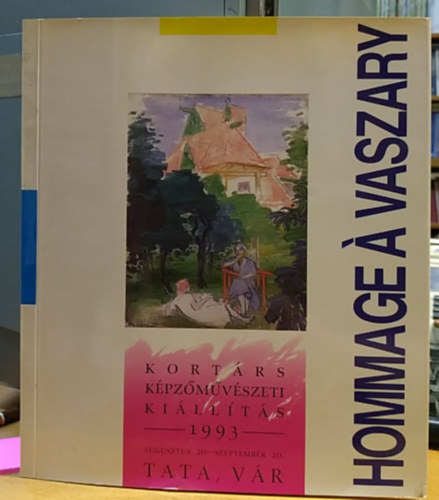 HOMMAGE À VASZARY
KORTÁRS
KÉPZŐMŰVÉSZETI
KIÁLLÍTÁS
1993
AUGUSZTUS 20—SZEPTEMBER 20.
TATA, VÁR